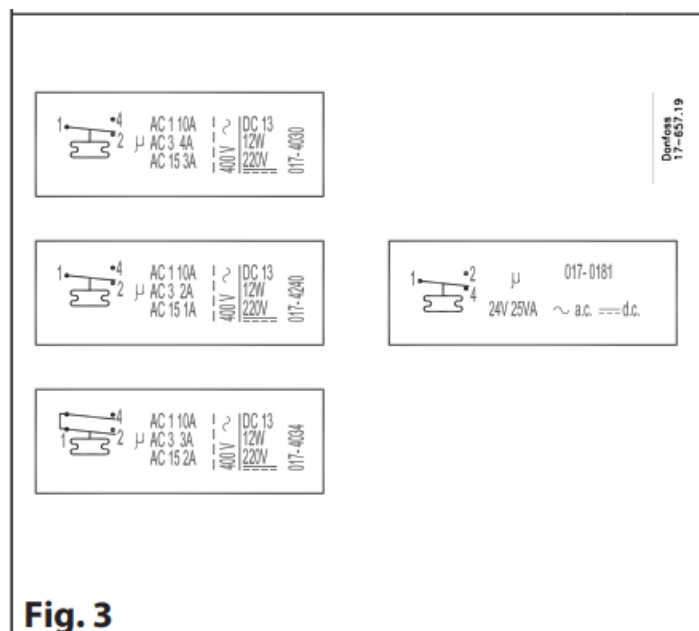 Danfoss
17-657.19
1
4
2
μ
AC 1 10A
AC 3 4A
AC 15 3A
400 V
~
DC 13
12W
220V
017-4030
1
4
2
μ
AC 1 10A
AC 3 2A
AC 15 1A
400 V
~
DC 13
12W
220V
017-4240
1
2
4
μ
017-0181
24V 25VA ~ a.c. d.c.
1
4
2
μ
AC 1 10A
AC 3 3A
AC 15 2A
400 V
~
DC 13
12W
220V
017-4034
Fig. 3